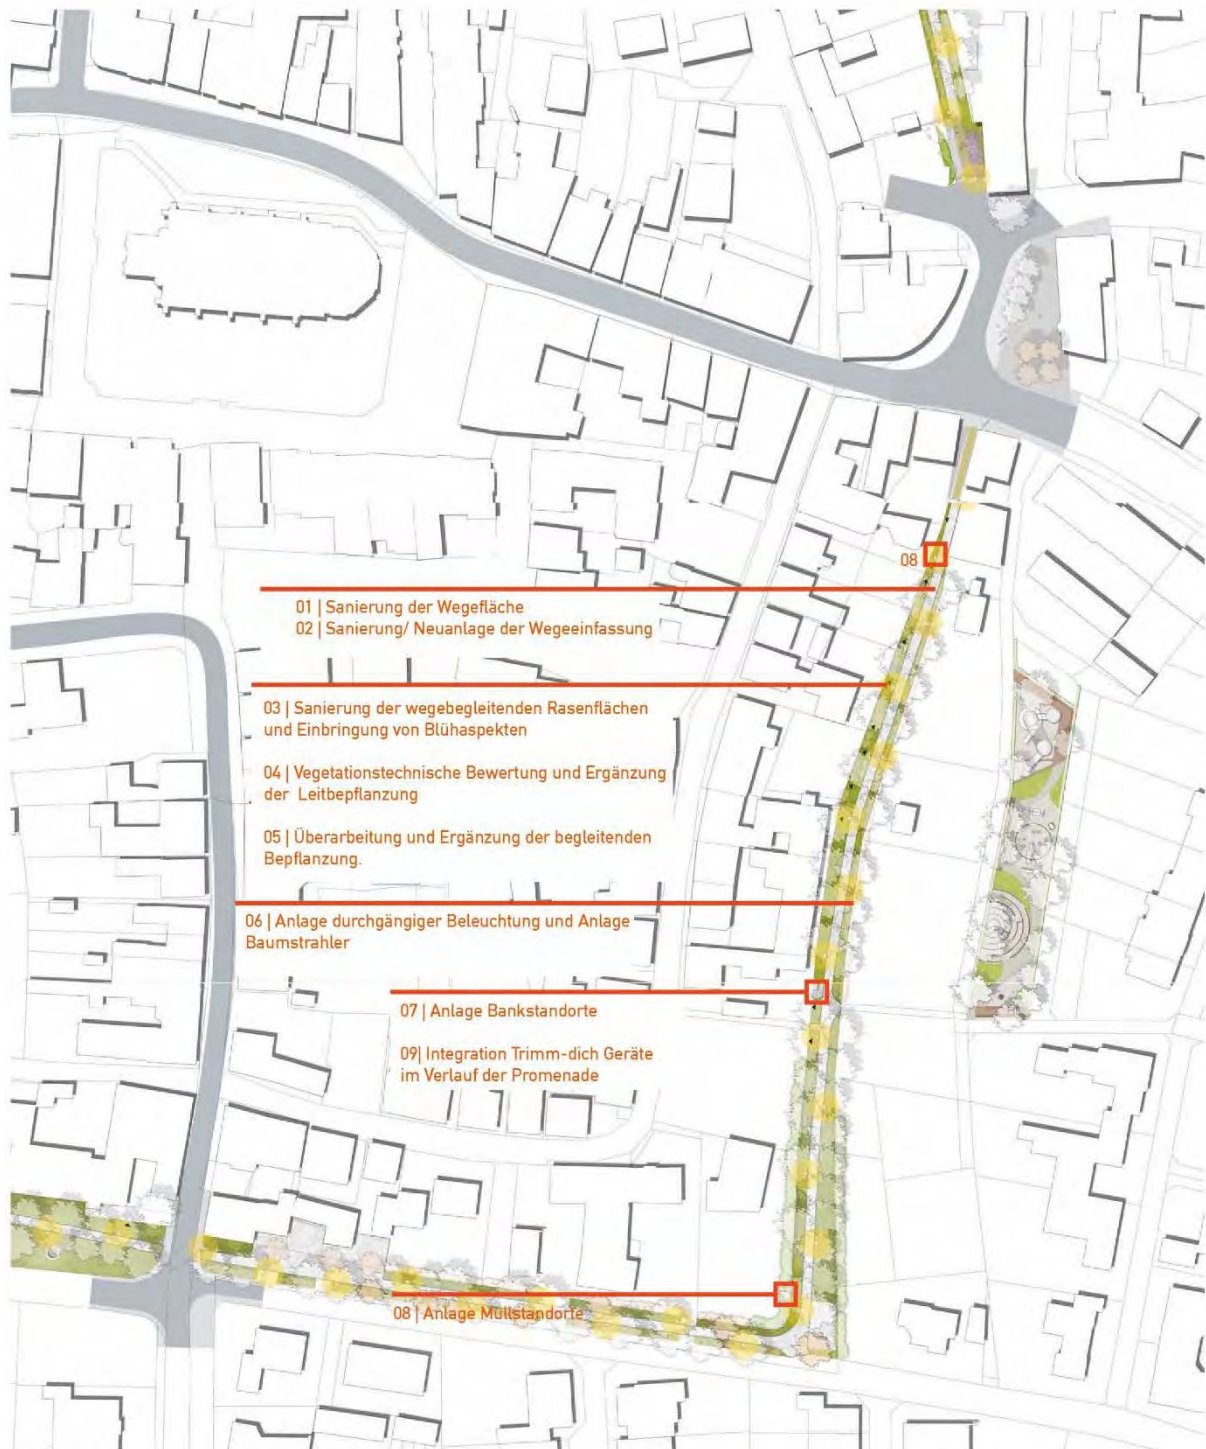 08
01 | Sanierung der Wegefläche
02 | Sanierung/ Neuanlage der Wegeeinfassung
03 | Sanierung der wegebegleitenden Rasenflächen
und Einbringung von Blühaspekten
04 | Vegetationstechnische Bewertung und Ergänzung
der Leitbepflanzung
05 | Überarbeitung und Ergänzung der begleitenden
Bepflanzung.
06 | Anlage durchgängiger Beleuchtung und Anlage
Baumstrahler
07 | Anlage Bankstandorte
09| Integration Trimm-dich Geräte
im Verlauf der Promenade
08 | Anlage Müllstandorte